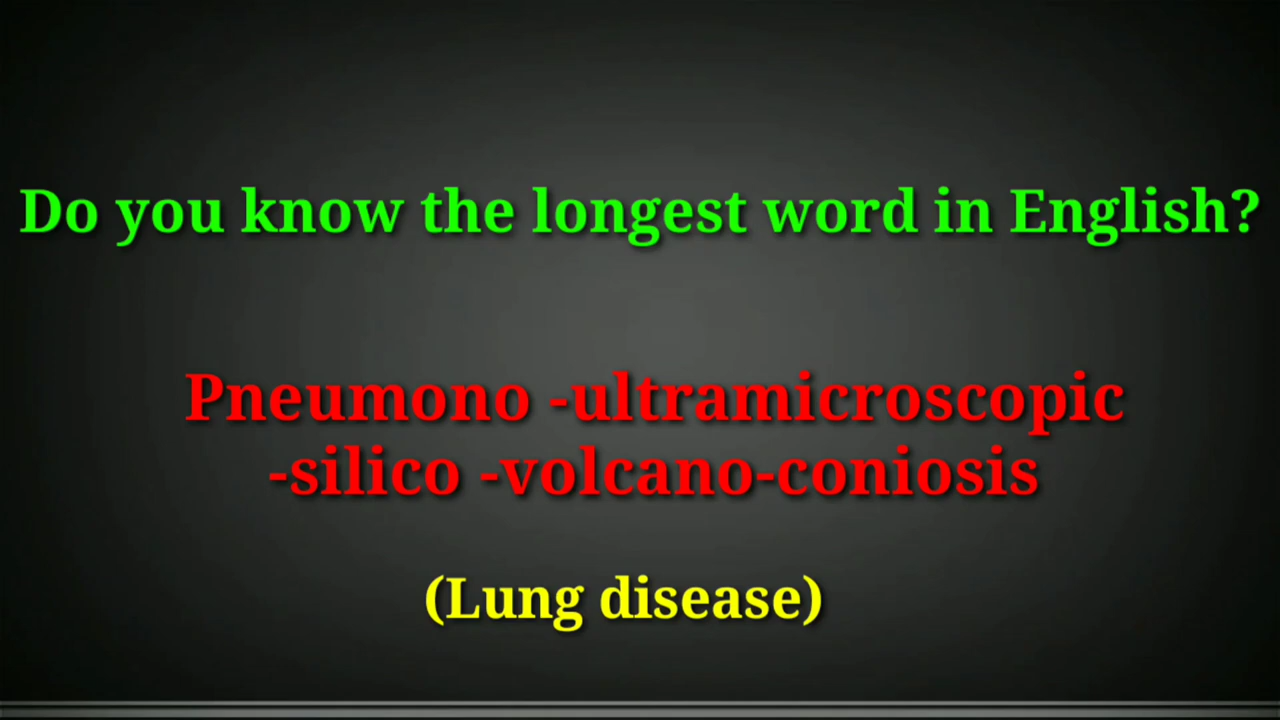 Do you know the longest word in English?
Pneumono -ultramicroscopic
-silico -volcano-coniosis
(Lung disease)